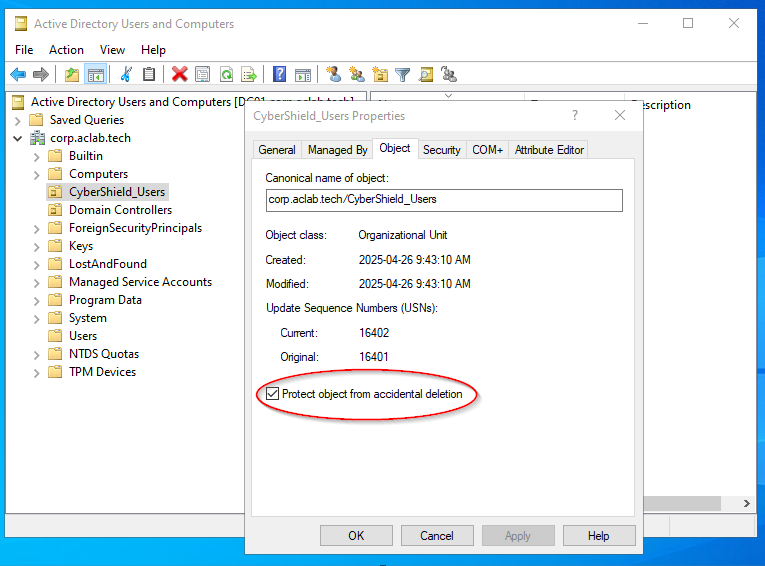 Active Directory Users and Computers
File Action View Help
Active Directory Users and Computers [DC01.corp.aclab.tech]
Description
Saved Queries
corp.aclab.tech
Builtin
Computers
CyberShield_Users
Domain Controllers
ForeignSecurityPrincipals
Keys
LostAndFound
Managed Service Accounts
Program Data
System
Users
NTDS Quotas
TPM Devices
CyberShield_Users Properties
General Managed By Object Security COM+ Attribute Editor
Canonical name of object:
corp.aclab.tech/CyberShield_Users
Object class: Organizational Unit
Created: 2025-04-26 9:43:10 AM
Modified: 2025-04-26 9:43:10 AM
Update Sequence Numbers (USNs):
Current: 16402
Original: 16401
Protect object from accidental deletion
OK Cancel Apply Help